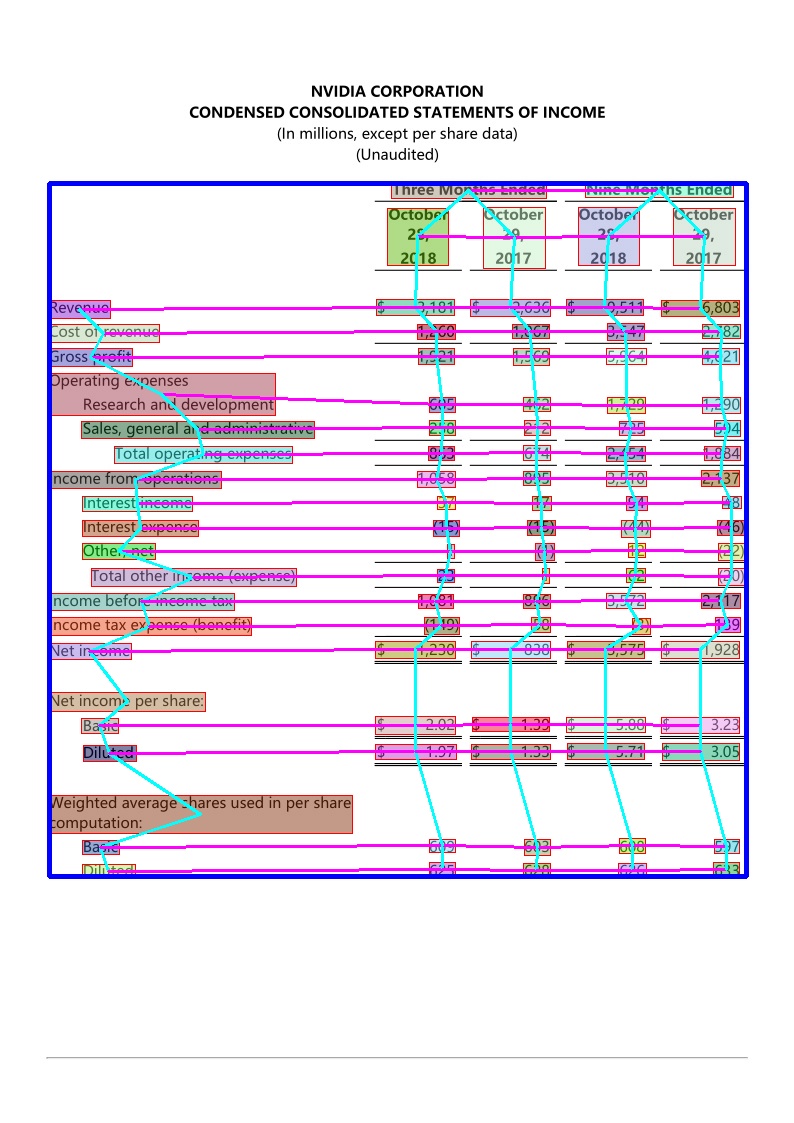 NVIDIA CORPORATION
CONDENSED CONSOLIDATED STATEMENTS OF INCOME
(In millions, except per share data)
(Unaudited)
Three Months Ended Nine Months Ended
October October October October
28, 29, 28, 29,
2018 2017 2018 2017
Revenue $ 3,181 $ 2,636 $ 9,511 $ 6,803
Cost of revenue 1,260 1,067 3,547 2,782
Gross profit 1,921 1,569 5,964 4,021
Operating expenses
Research and development 605 462 1,729 1,290
Sales, general and administrative 258 212 725 594
Total operating expenses 863 674 2,454 1,884
Income from operations 1,058 895 3,510 2,137
Interest income 37 17 94 48
Interest expense (15) (15) (44) (46)
Other, net 1 (1) 12 (22)
Total other income (expense) 23 1 62 (20)
Income before income tax 1,081 896 3,572 2,117
Income tax expense (benefit) (149) 58 (3) 189
Net income $ 1,230 $ 838 $ 3,575 $ 1,928
Net income per share:
Basic $ 2.02 $ 1.39 $ 5.88 $ 3.23
Diluted $ 1.97 $ 1.33 $ 5.71 $ 3.05
Weighted average shares used in per share
computation:
Basic 609 603 608 597
Diluted 625 628 626 633